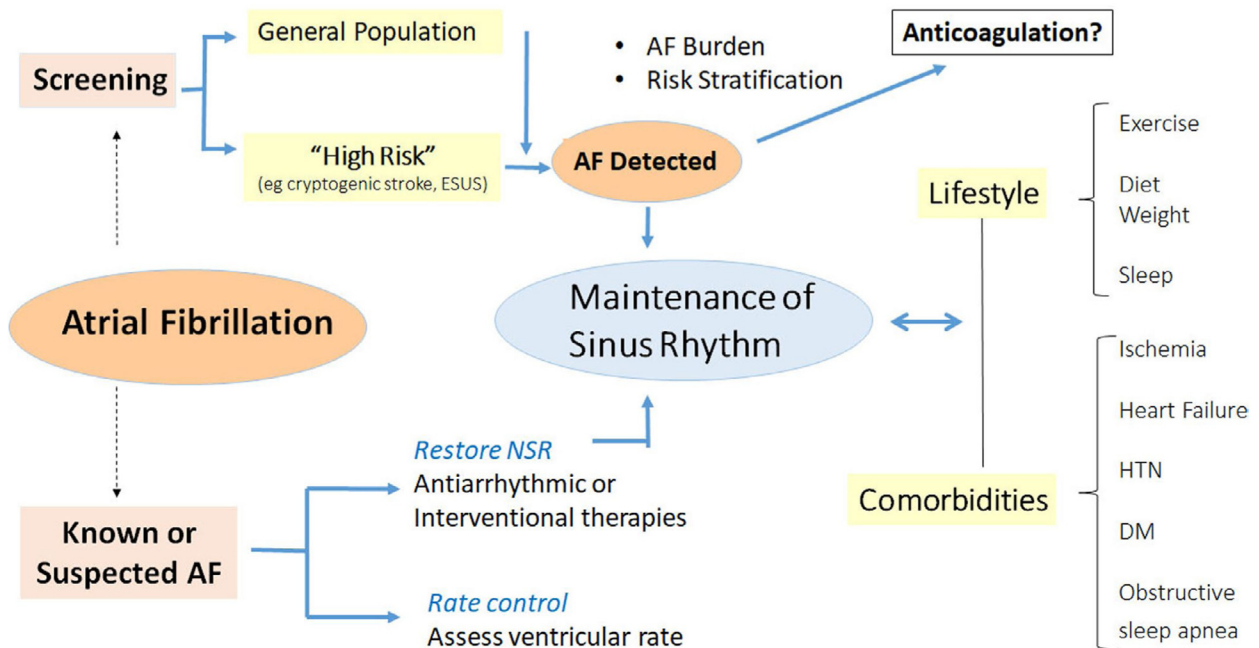 Screening
General Population
“High Risk”
(eg cryptogenic stroke, ESUS)
• AF Burden
• Risk Stratification
Anticoagulation?
AF Detected
Atrial Fibrillation
Maintenance of
Sinus Rhythm
Lifestyle
Exercise
Diet
Weight
Sleep
Comorbidities
Ischemia
Heart Failure
HTN
DM
Obstructive
sleep apnea
Known or
Suspected AF
Restore NSR
Antiarrhythmic or
Interventional therapies
Rate control
Assess ventricular rate